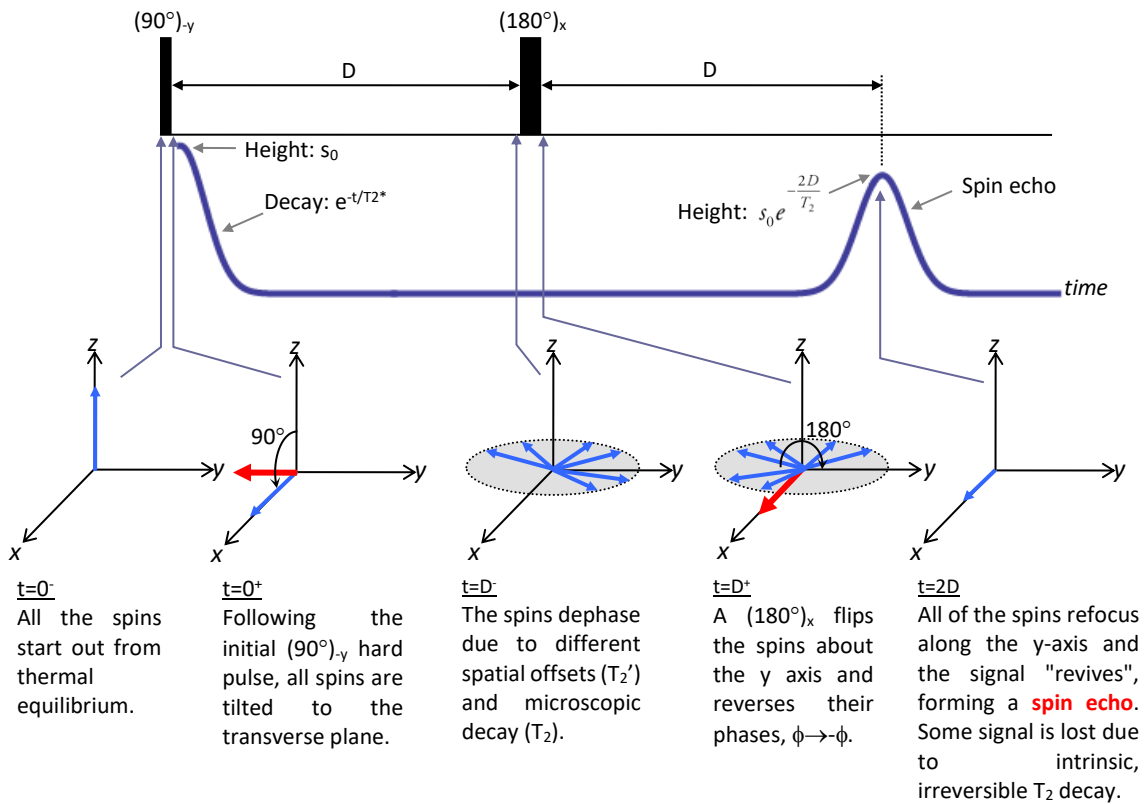 (90°)-y
(180°)x
D
D
Height: s0
Decay: e-t/T2*
Height: s0 e -2D/T2
Spin echo
time
z
y
x
90°
z
y
x
z
y
x
180°
z
y
x
z
y
x
t=0-
All the spins
start out from
thermal
equilibrium.
t=0+
Following the
initial (90°)-y hard
pulse, all spins are
tilted to the
transverse plane.
t=D-
The spins dephase
due to different
spatial offsets (T2’)
and microscopic
decay (T2).
t=D+
A (180°)x flips
the spins about
the y axis and
reverses their
phases, ϕ→-ϕ.
t=2D
All of the spins refocus
along the y-axis and
the signal "revives",
forming a spin echo.
Some signal is lost due
to intrinsic,
irreversible T2 decay.